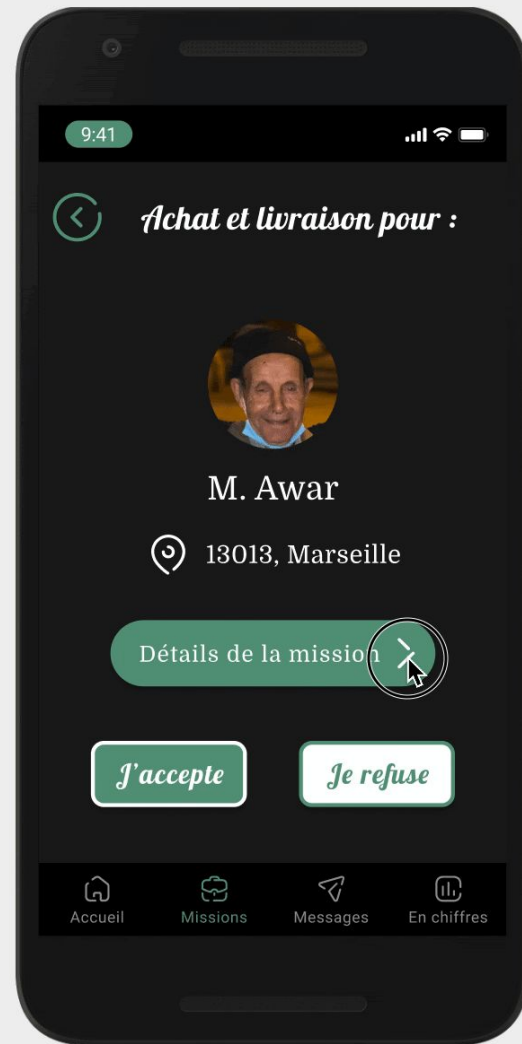 9:41
Achat et livraison pour :
M. Awar
13013, Marseille
Détails de la mission
J'accepte
Je refuse
Accueil
Missions
Messages
En chiffres